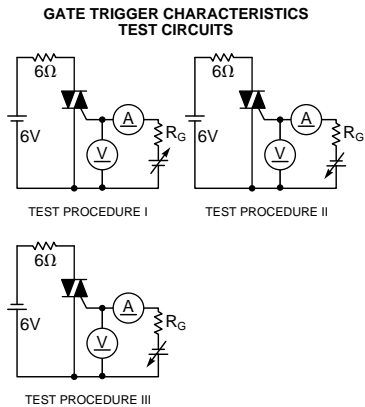 GATE TRIGGER CHARACTERISTICS
TEST CIRCUITS
6Ω
A
RG
6V
V
TEST PROCEDURE I
6Ω
A
RG
6V
V
TEST PROCEDURE II
6Ω
A
RG
6V
V
TEST PROCEDURE III